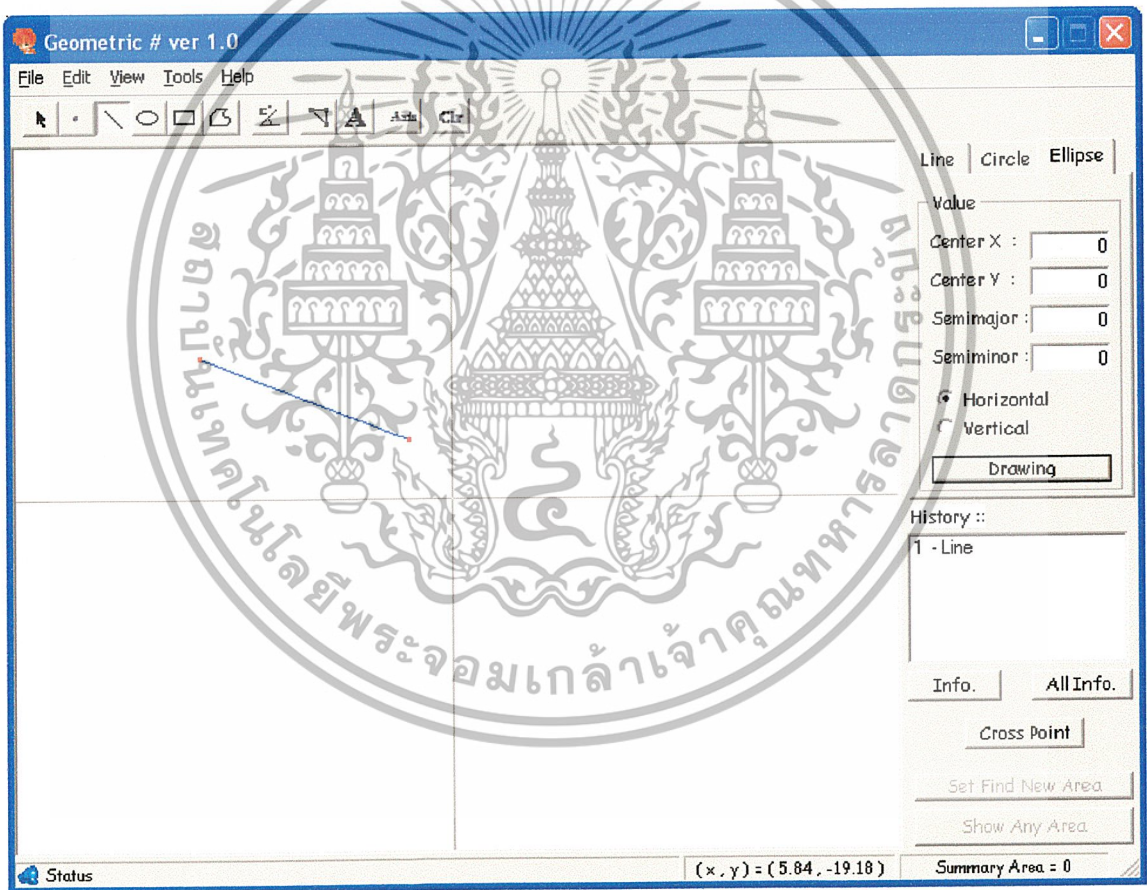 Geometric # ver 1.0
File Edit View Tools Help
A Axis Clr
Line Circle Ellipse
Value
Center X : 0
Center Y : 0
Semimajor : 0
Semiminor : 0
Horizontal
Vertical
Drawing
History ::
1 - Line
Info. All Info.
Cross Point
Set Find New Area
Show Any Area
Status
(x,y)=(5.84,-19.18)
Summary Area = 0
สถาบันเทคโนโลยีพระจอมเกล้าเจ้าคุณทหารลาดกระบัง